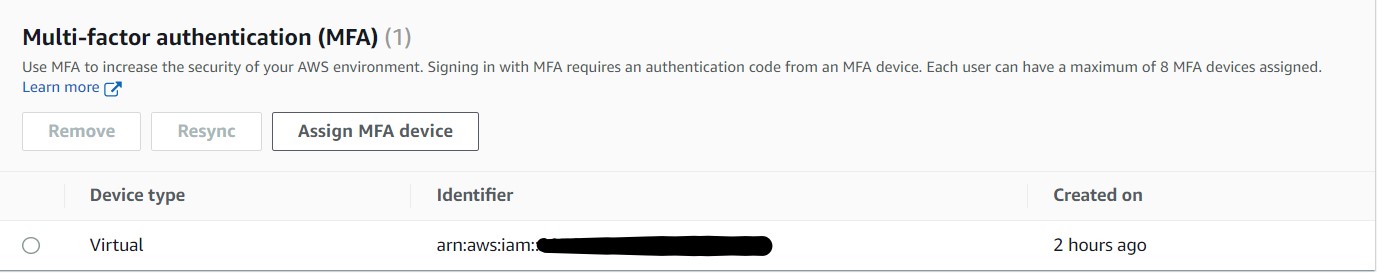 Multi-factor authentication (MFA) (1)
Use MFA to increase the security of your AWS environment. Signing in with MFA requires an authentication code from an MFA device. Each user can have a maximum of 8 MFA devices assigned.
Learn more
Remove Resync Assign MFA device
Device type Identifier Created on
Virtual arn:aws:iam: 2 hours ago